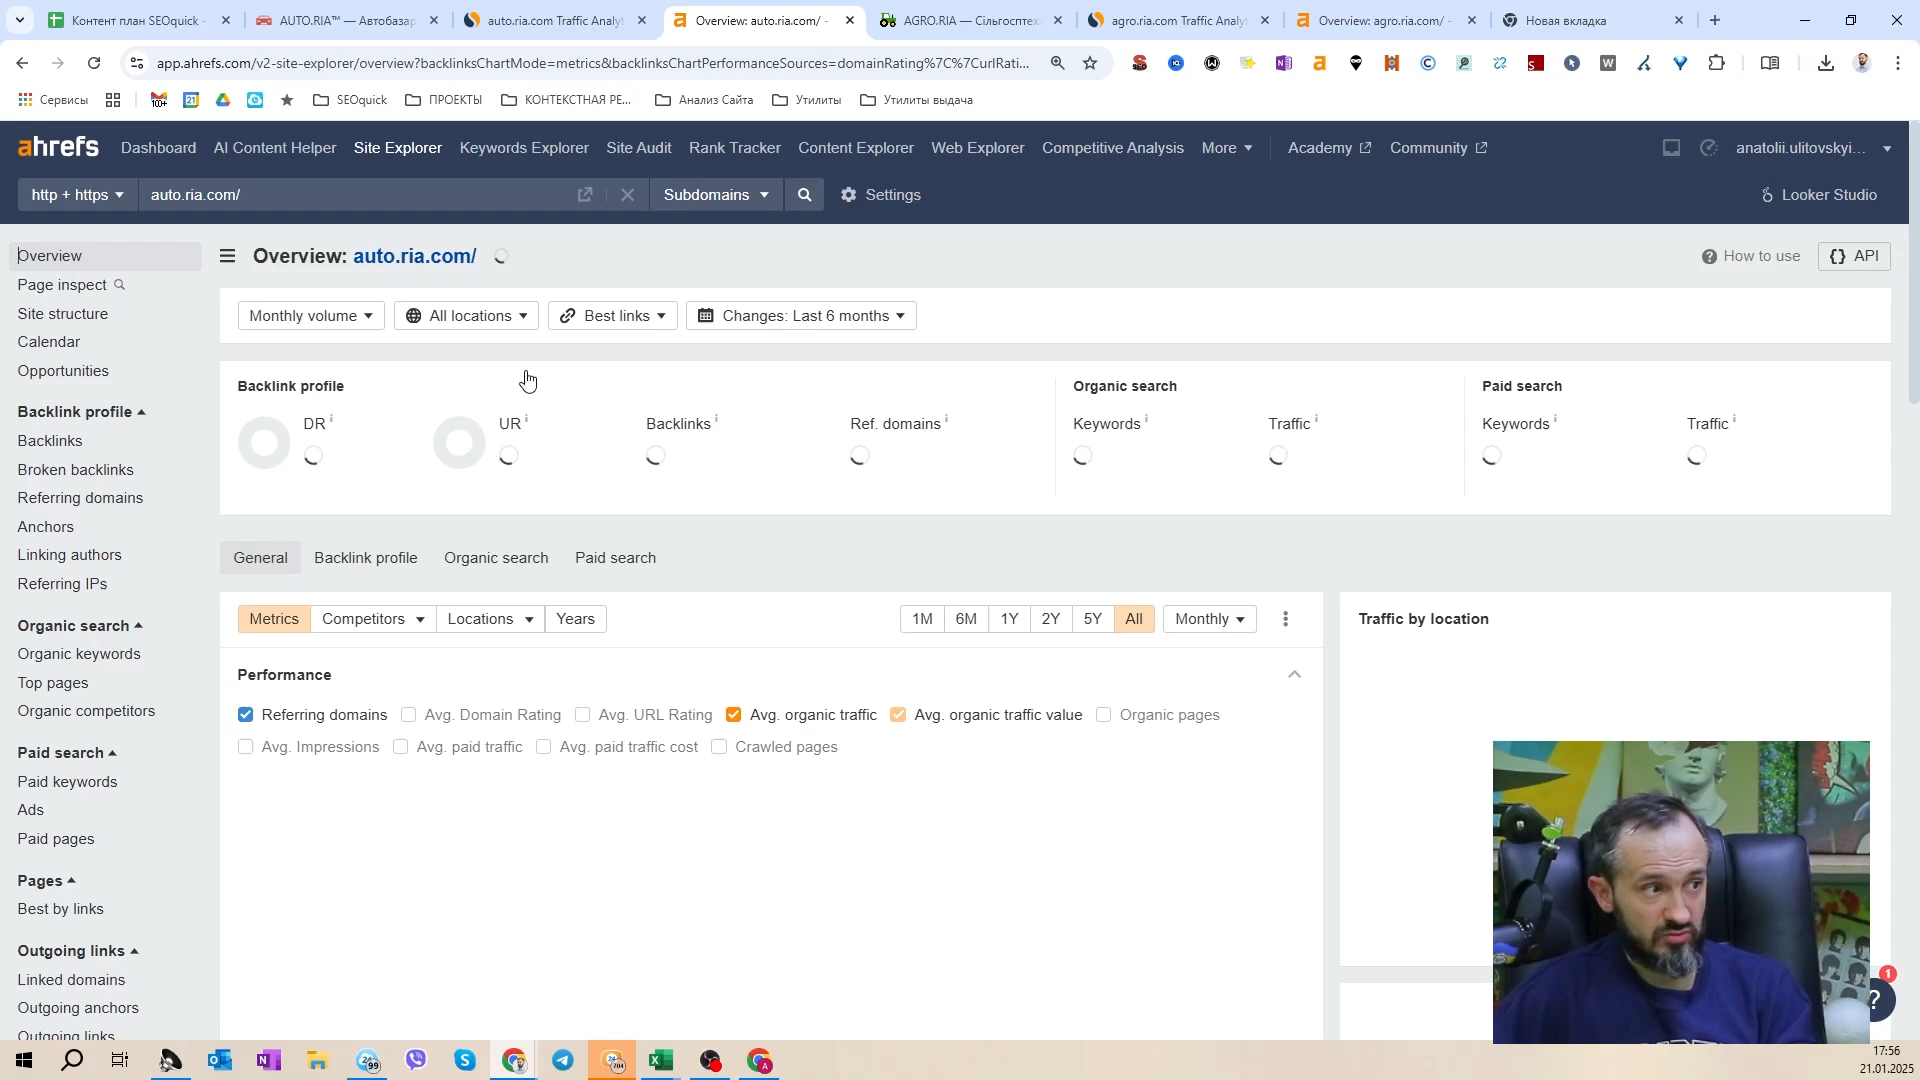 Контент план SEOquick -
AUTO.RIA™ — Автобазар
auto.ria.com Traffic Analyt
Overview: auto.ria.com/ -
AGRO.RIA — Сільгосптех
agro.ria.com Traffic Analyt
Overview: agro.ria.com/ -
Новая вкладка
app.ahrefs.com/v2-site-explorer/overview?backlinksChartMode=metrics&backlinksChartPerformanceSources=domainRating%7C%7CurlRati...
Сервисы
SEOquick
ПРОЕКТЫ
КОНТЕКСТНАЯ РЕ...
Анализ Сайта
Утилиты
Утилиты выдача
ahrefs
Dashboard
AI Content Helper
Site Explorer
Keywords Explorer
Site Audit
Rank Tracker
Content Explorer
Web Explorer
Competitive Analysis
More
Academy
Community
anatolii.ulitovskyi...
http + https
auto.ria.com/
Subdomains
Settings
Looker Studio
Overview
Page inspect
Site structure
Calendar
Opportunities
Backlink profile
Backlinks
Broken backlinks
Referring domains
Anchors
Linking authors
Referring IPs
Organic search
Organic keywords
Top pages
Organic competitors
Paid search
Paid keywords
Ads
Paid pages
Pages
Best by links
Outgoing links
Linked domains
Outgoing anchors
Outgoing links
Overview: auto.ria.com/
How to use
{} API
Monthly volume
All locations
Best links
Changes: Last 6 months
Backlink profile
DR
UR
Backlinks
Ref. domains
Organic search
Keywords
Traffic
Paid search
Keywords
Traffic
General
Backlink profile
Organic search
Paid search
Metrics
Competitors
Locations
Years
1M
6M
1Y
2Y
5Y
All
Monthly
Traffic by location
Performance
Referring domains
Avg. Domain Rating
Avg. URL Rating
Avg. organic traffic
Avg. organic traffic value
Organic pages
Avg. Impressions
Avg. paid traffic
Avg. paid traffic cost
Crawled pages
1
?
99
704
17:56
21.01.2025